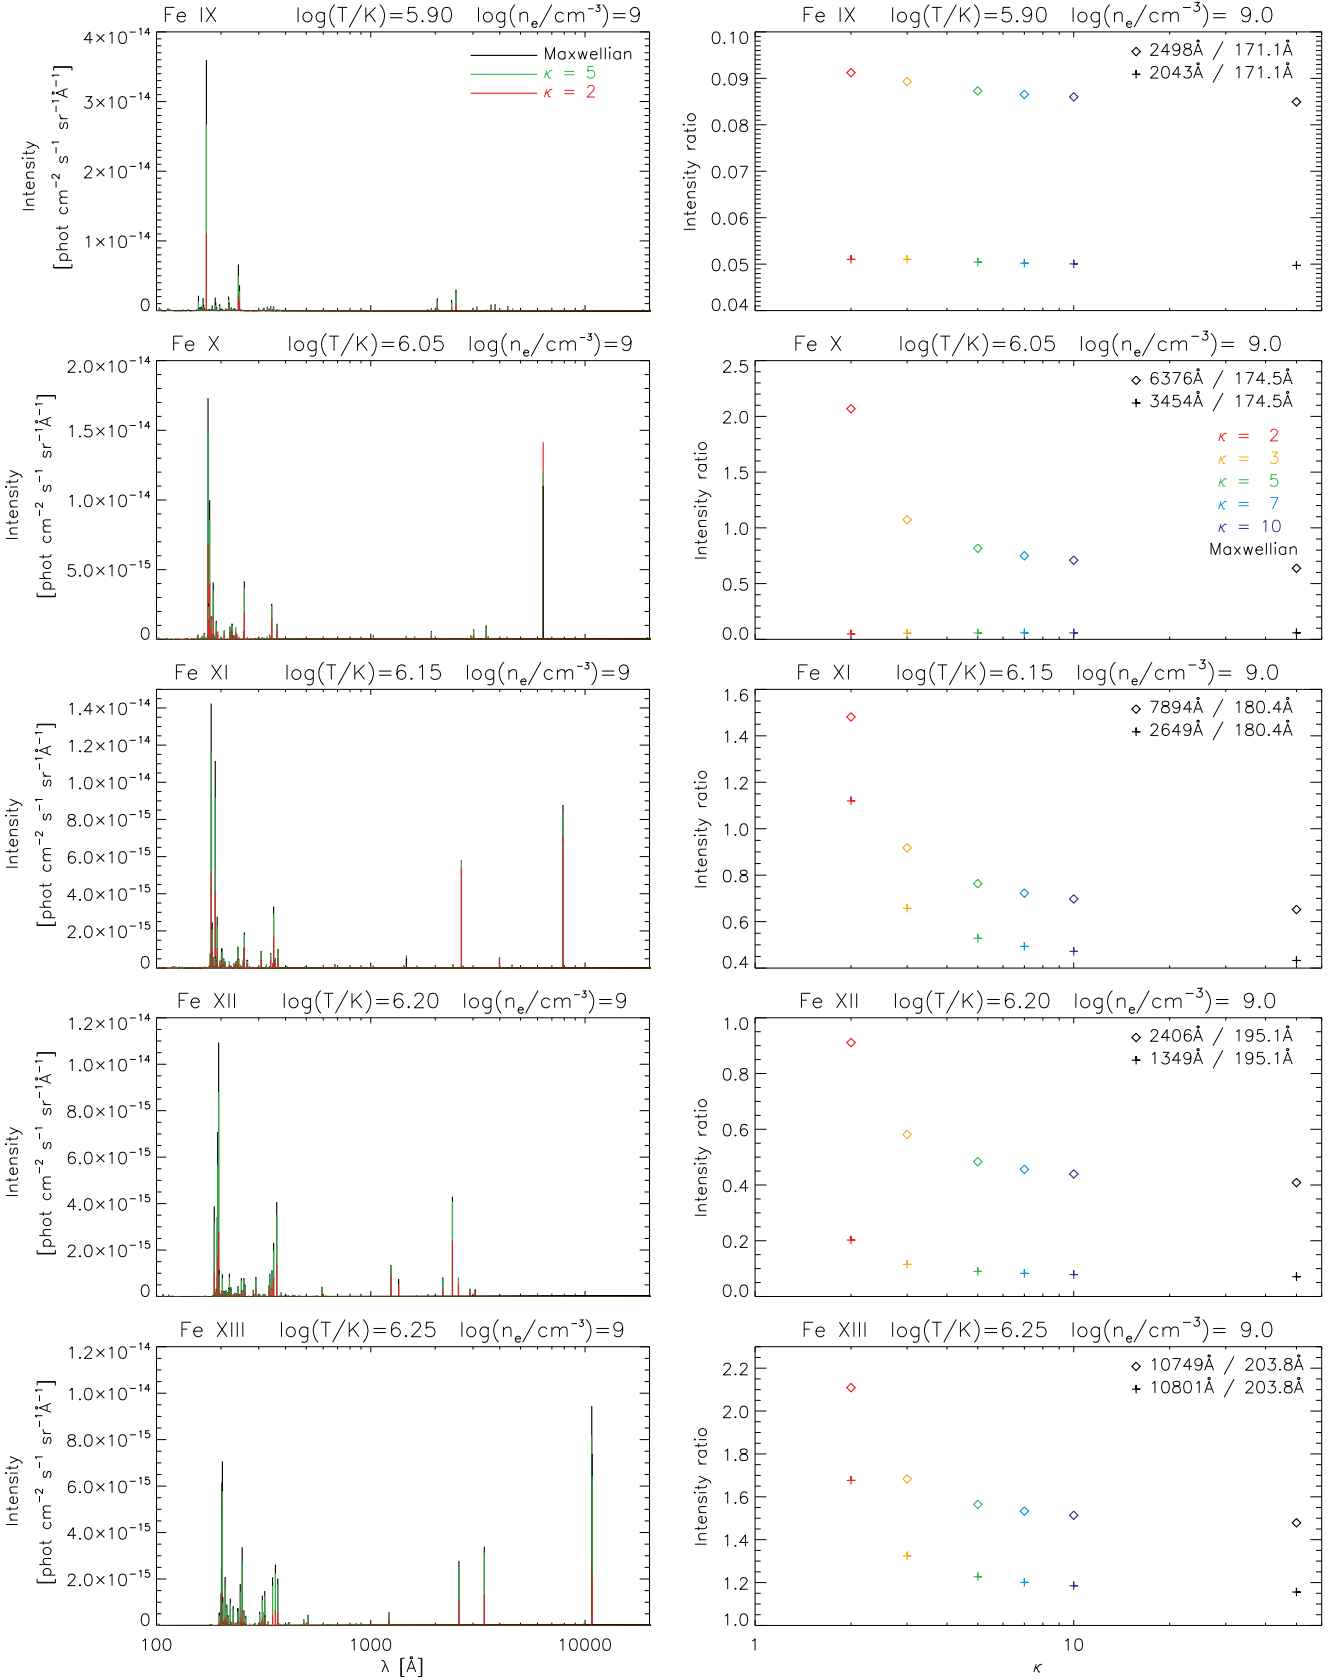 Fe IX log(T/K)=5.90 log(nₑ/cm⁻³)=9
4×10⁻¹⁴
3×10⁻¹⁴
2×10⁻¹⁴
1×10⁻¹⁴
0
Intensity
[phot cm⁻² s⁻¹ sr⁻¹Å⁻¹]
Maxwellian
κ = 5
κ = 2
Fe IX log(T/K)=5.90 log(nₑ/cm⁻³)= 9.0
0.10
0.09
0.08
0.07
0.06
0.05
0.04
Intensity ratio
2498Å / 171.1Å
2043Å / 171.1Å
Fe X log(T/K)=6.05 log(nₑ/cm⁻³)=9
2.0×10⁻¹⁴
1.5×10⁻¹⁴
1.0×10⁻¹⁴
5.0×10⁻¹⁵
0
Intensity
[phot cm⁻² s⁻¹ sr⁻¹Å⁻¹]
Fe X log(T/K)=6.05 log(nₑ/cm⁻³)= 9.0
2.5
2.0
1.5
1.0
0.5
0.0
Intensity ratio
6376Å / 174.5Å
3454Å / 174.5Å
κ = 2
κ = 3
κ = 5
κ = 7
κ = 10
Maxwellian
Fe XI log(T/K)=6.15 log(nₑ/cm⁻³)=9
1.4×10⁻¹⁴
1.2×10⁻¹⁴
1.0×10⁻¹⁴
8.0×10⁻¹⁵
6.0×10⁻¹⁵
4.0×10⁻¹⁵
2.0×10⁻¹⁵
0
Intensity
[phot cm⁻² s⁻¹ sr⁻¹Å⁻¹]
Fe XI log(T/K)=6.15 log(nₑ/cm⁻³)= 9.0
1.6
1.4
1.2
1.0
0.8
0.6
0.4
Intensity ratio
7894Å / 180.4Å
2649Å / 180.4Å
Fe XII log(T/K)=6.20 log(nₑ/cm⁻³)=9
1.2×10⁻¹⁴
1.0×10⁻¹⁴
8.0×10⁻¹⁵
6.0×10⁻¹⁵
4.0×10⁻¹⁵
2.0×10⁻¹⁵
0
Intensity
[phot cm⁻² s⁻¹ sr⁻¹Å⁻¹]
Fe XII log(T/K)=6.20 log(nₑ/cm⁻³)= 9.0
1.0
0.8
0.6
0.4
0.2
0.0
Intensity ratio
2406Å / 195.1Å
1349Å / 195.1Å
Fe XIII log(T/K)=6.25 log(nₑ/cm⁻³)=9
1.2×10⁻¹⁴
1.0×10⁻¹⁴
8.0×10⁻¹⁵
6.0×10⁻¹⁵
4.0×10⁻¹⁵
2.0×10⁻¹⁵
0
Intensity
[phot cm⁻² s⁻¹ sr⁻¹Å⁻¹]
100 1000 10000
λ [Å]
Fe XIII log(T/K)=6.25 log(nₑ/cm⁻³)= 9.0
2.2
2.0
1.8
1.6
1.4
1.2
1.0
Intensity ratio
10749Å / 203.8Å
10801Å / 203.8Å
1 10
κ